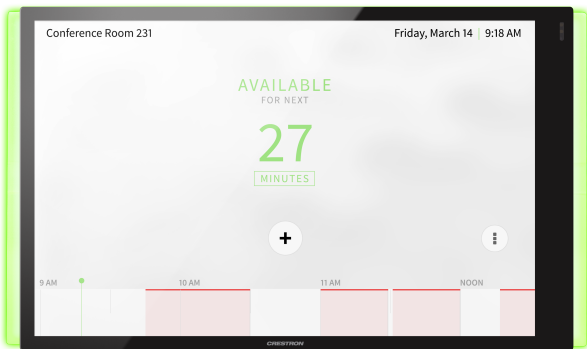 Conference Room 231
Friday, March 14 | 9:18 AM
AVAILABLE
FOR NEXT
27
MINUTES
+
9 AM
10 AM
11 AM
NOON
CRESTRON